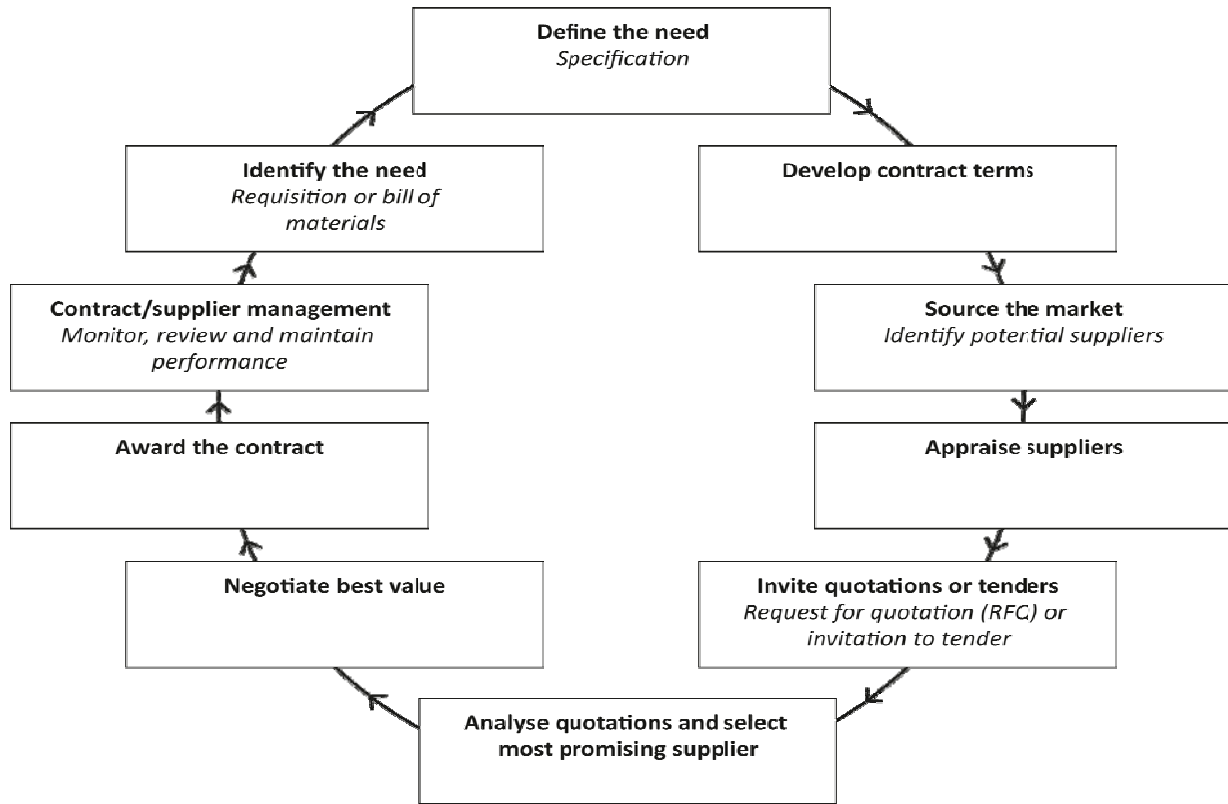 Define the need
Specification
Identify the need
Requisition or bill of
materials
Develop contract terms
Contract/supplier management
Monitor, review and maintain
performance
Source the market
Identify potential suppliers
Award the contract
Appraise suppliers
Negotiate best value
Invite quotations or tenders
Request for quotation (RFQ) or
invitation to tender
Analyse quotations and select
most promising supplier